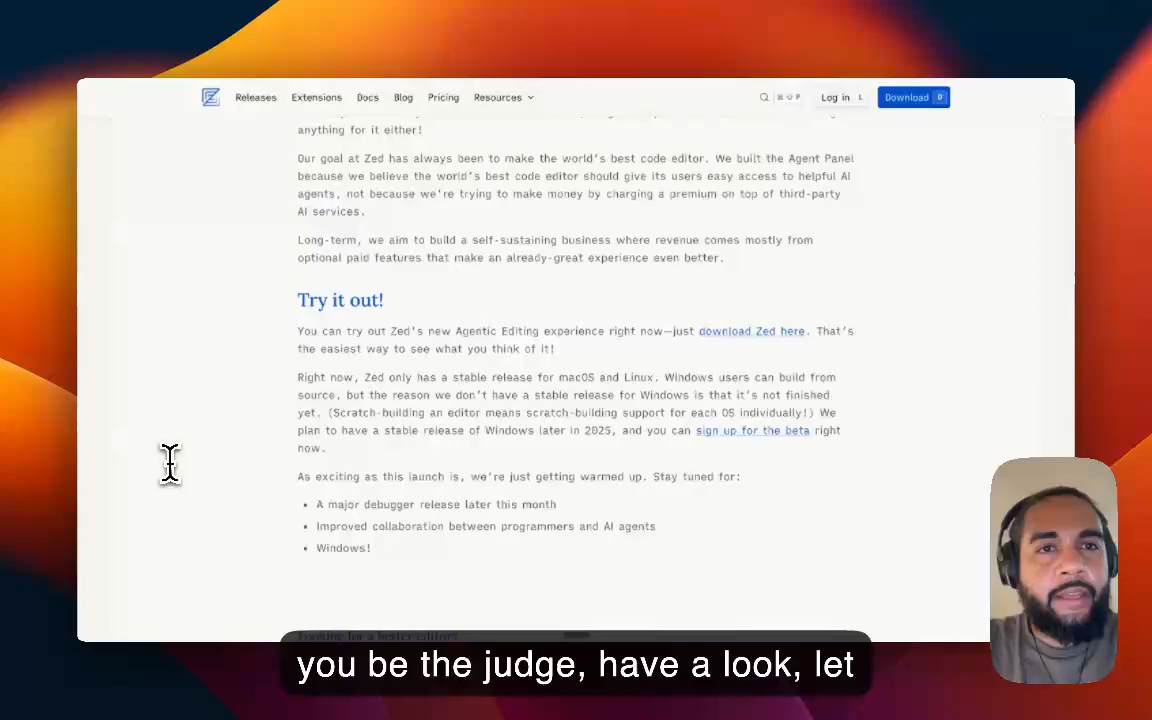 Releases Extensions Docs Blog Pricing Resources Log in L Download D
anything for it either!
Our goal at Zed has always been to make the world's best code editor. We built the Agent Panel
because we believe the world's best code editor should give its users easy access to helpful AI
agents, not because we're trying to make money by charging a premium on top of third-party
AI services.
Long-term, we aim to build a self-sustaining business where revenue comes mostly from
optional paid features that make an already-great experience even better.
Try it out!
You can try out Zed's new Agentic Editing experience right now—just download Zed here. That's
the easiest way to see what you think of it!
Right now, Zed only has a stable release for macOS and Linux. Windows users can build from
source, but the reason we don't have a stable release for Windows is that it's not finished
yet. (Scratch-building an editor means scratch-building support for each OS individually!) We
plan to have a stable release of Windows later in 2025, and you can sign up for the beta right
now.
As exciting as this launch is, we're just getting warmed up. Stay tuned for:
• A major debugger release later this month
• Improved collaboration between programmers and AI agents
• Windows!
Looking for a better editor?
you be the judge, have a look, let